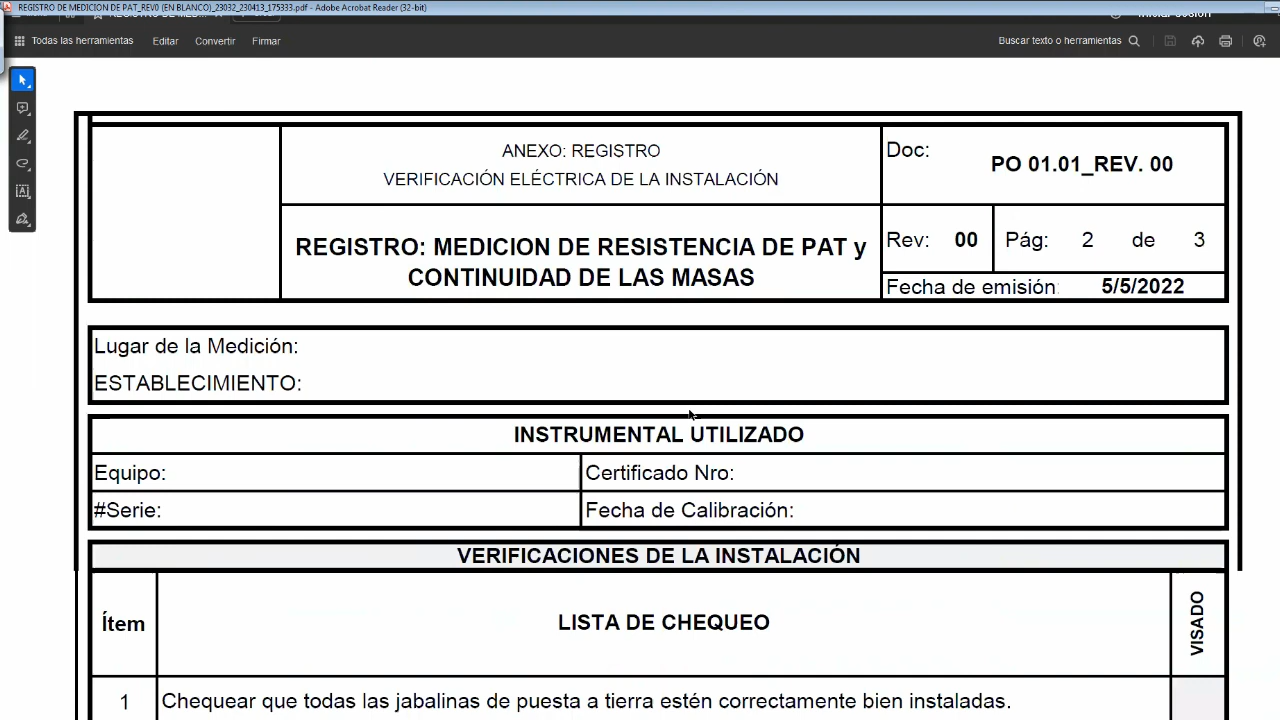 REGISTRO DE MEDICION DE PAT_REV0 (EN BLANCO)_23032_230413_175333.pdf - Adobe Acrobat Reader (32-bit)
Todas las herramientas Editar Convertir Firmar Buscar texto o herramientas
ANEXO: REGISTRO
VERIFICACIÓN ELÉCTRICA DE LA INSTALACIÓN
Doc: PO 01.01_REV. 00
REGISTRO: MEDICION DE RESISTENCIA DE PAT y
CONTINUIDAD DE LAS MASAS
Rev: 00 Pág: 2 de 3
Fecha de emisión: 5/5/2022
Lugar de la Medición:
ESTABLECIMIENTO:
INSTRUMENTAL UTILIZADO
Equipo: Certificado Nro:
#Serie: Fecha de Calibración:
VERIFICACIONES DE LA INSTALACIÓN
Ítem LISTA DE CHEQUEO VISADO
1 Chequear que todas las jabalinas de puesta a tierra estén correctamente bien instaladas.